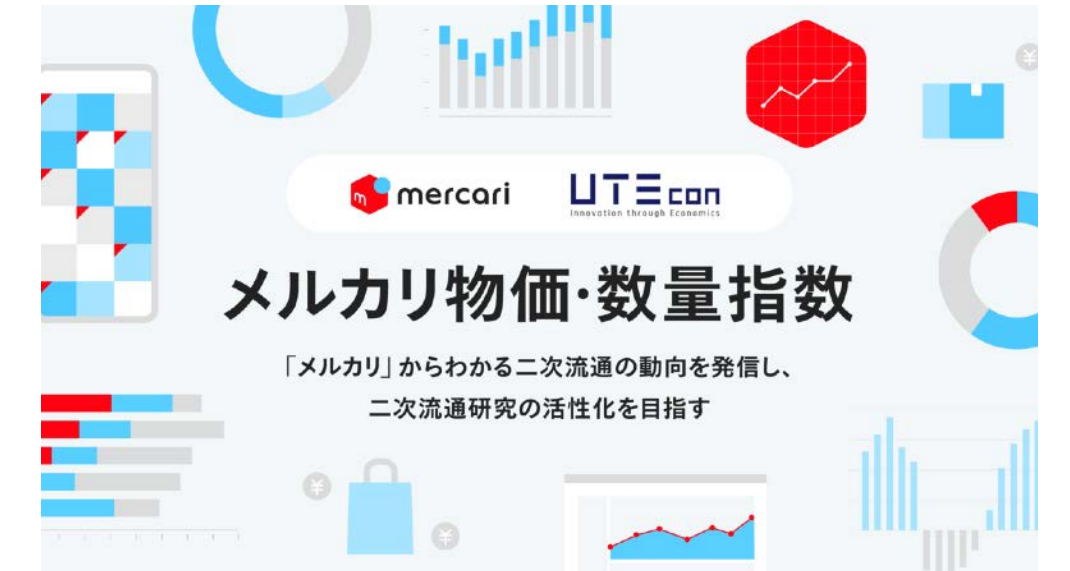 mercari
UTEcon
Innovation through Economics
メルカリ物価・数量指数
「メルカリ」からわかる二次流通の動向を発信し、
二次流通研究の活性化を目指す
¥
¥
¥